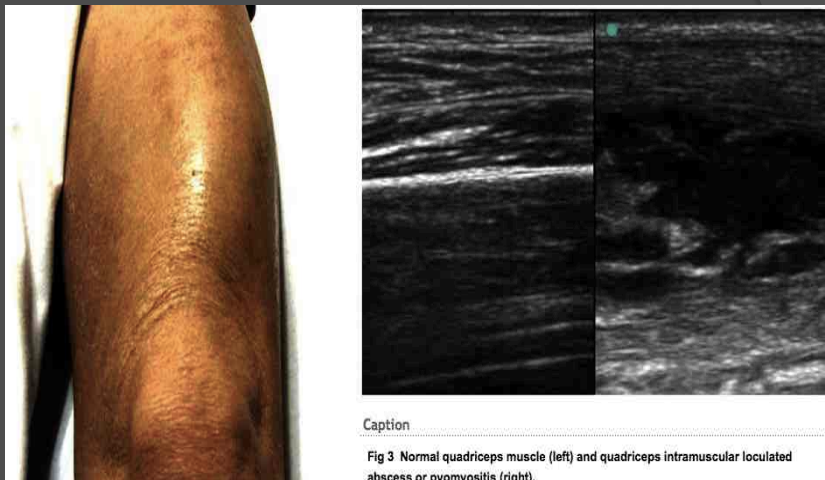 Caption
Fig 3 Normal quadriceps muscle (left) and quadriceps intramuscular loculated
abscess or pyomyositis (right).